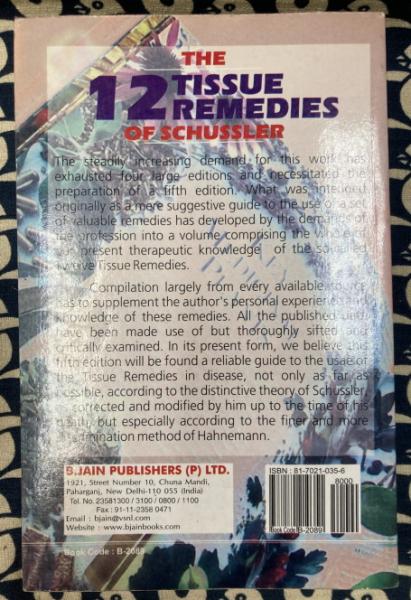 THE
12 TISSUE
REMEDIES
OF SCHUSSLER
The steadily increasing demand for this work has
exhausted four large editions and necessitated the
preparation of a fifth edition. What was intended
originally as a mere suggestive guide to the use of a set
of valuable remedies has developed by the demands of
the profession into a volume comprising the
present therapeutic knowledge of the so called
Twelve Tissue Remedies.
Compilation largely from every available source
has to supplement the author's personal experience and
knowledge of these remedies. All the published
have been made use of but thoroughly sifted and
critically examined. In its present form, we believe this
fifth edition will be found a reliable guide to the usage of
the Tissue Remedies in disease, not only as far as
possible, according to the distinctive theory of Schussler,
corrected and modified by him up to the time of his
death, but especially according to the finer and more
discrimination method of Hahnemann.
B.JAIN PUBLISHERS (P) LTD.
1921, Street Number 10, Chuna Mandi,
Paharganj, New Delhi-110 055 (India)
Tel No. 23581300 / 3100 / 0800 / 1100
Fax : 91-11-2358 0471
Email : bjain@vsnl.com
Website : www.bjainbooks.com
Book Code : B-2089
ISBN : 81-7021-035-6
8000
Book Code: B-2089